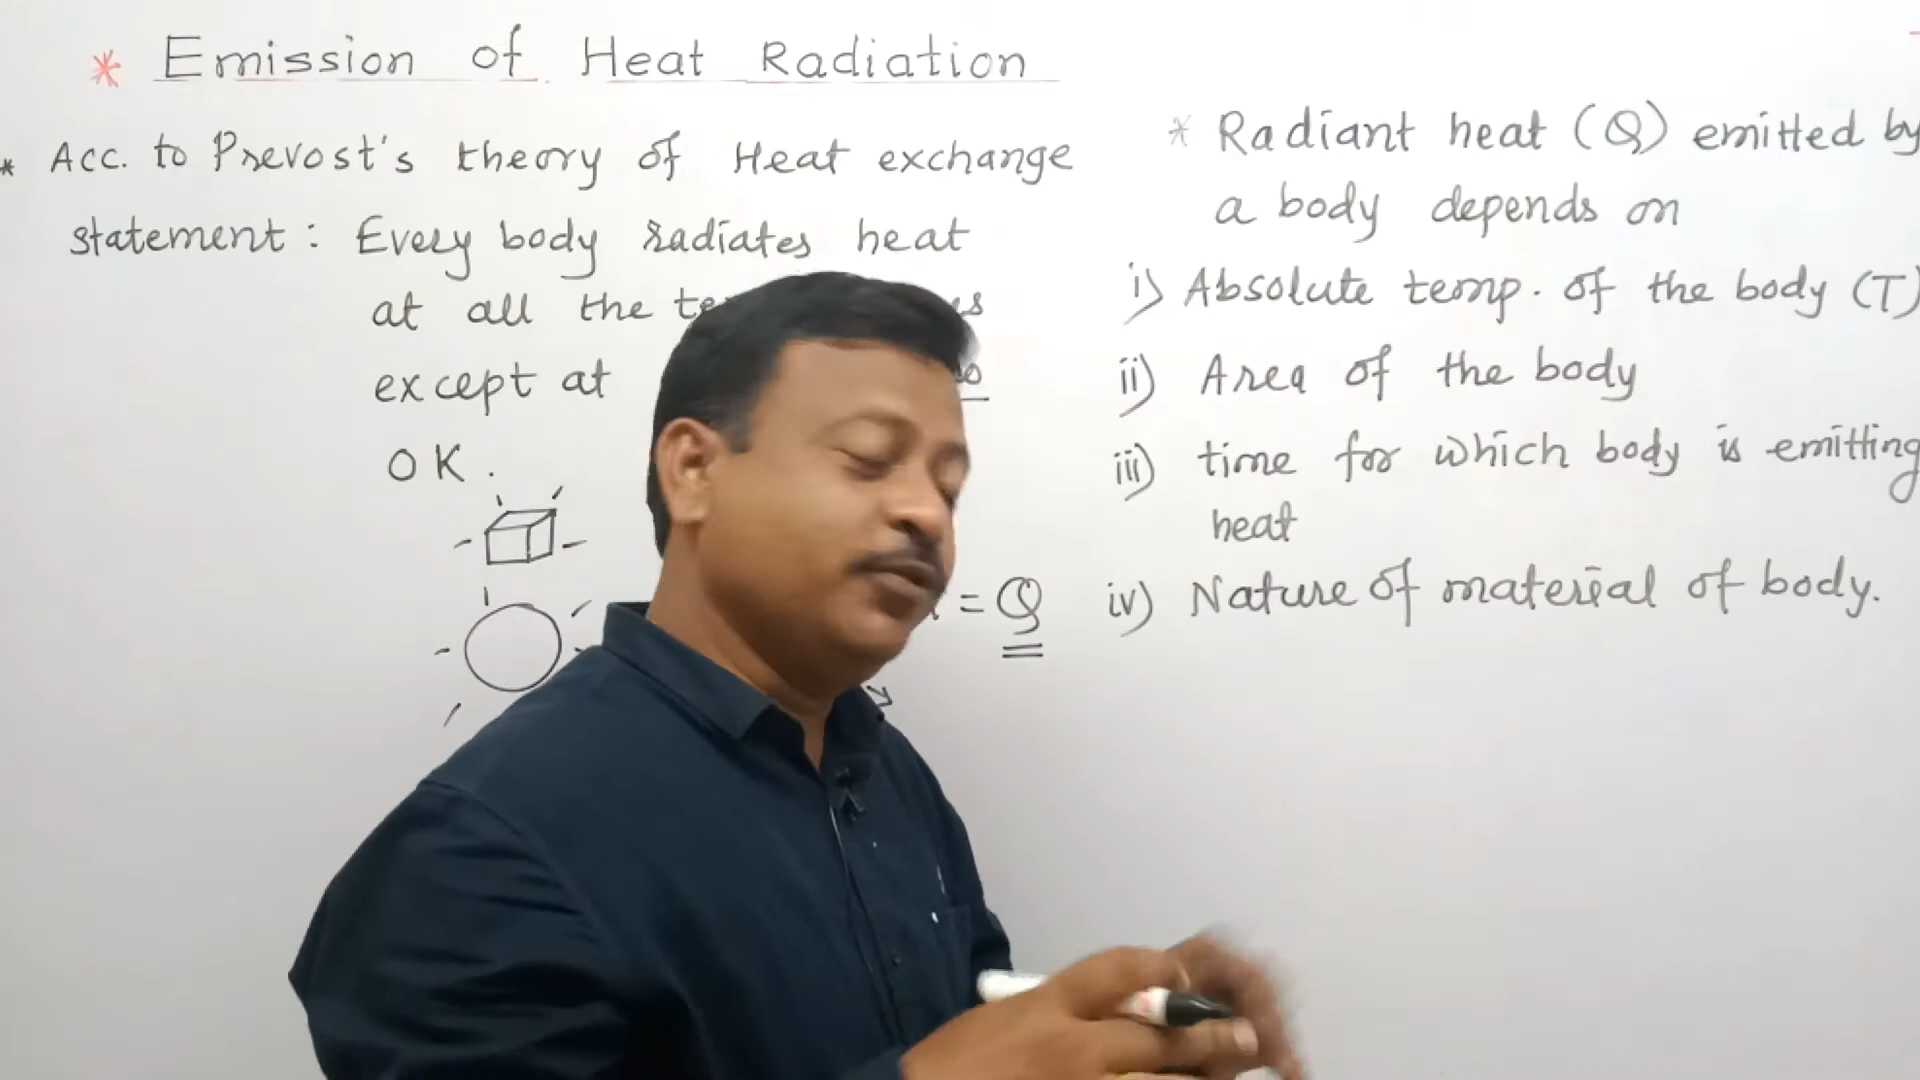 * Emission of Heat Radiation
* Acc. to Prevost's theory of Heat exchange
statement : Every body radiates heat
at all the
except at
OK.
= Q
* Radiant heat (Q) emitted by
a body depends on
i) Absolute temp. of the body (T)
ii) Area of the body
iii) time for which body is emitting
heat
iv) Nature of material of body.